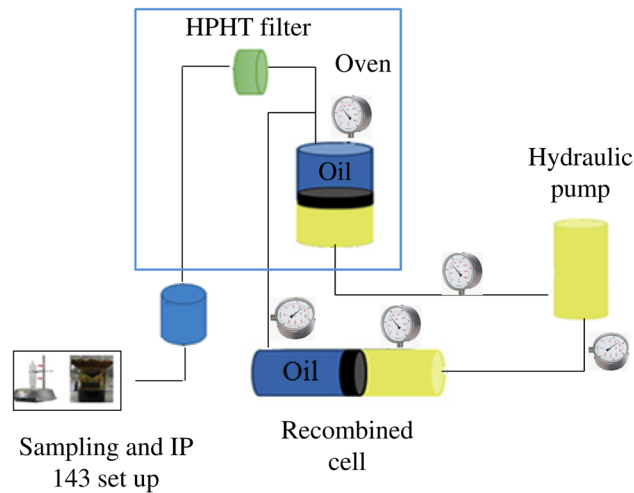 HPHT filter
Oven
Oil
Hydraulic
pump
Oil
Recombined
cell
Sampling and IP
143 set up